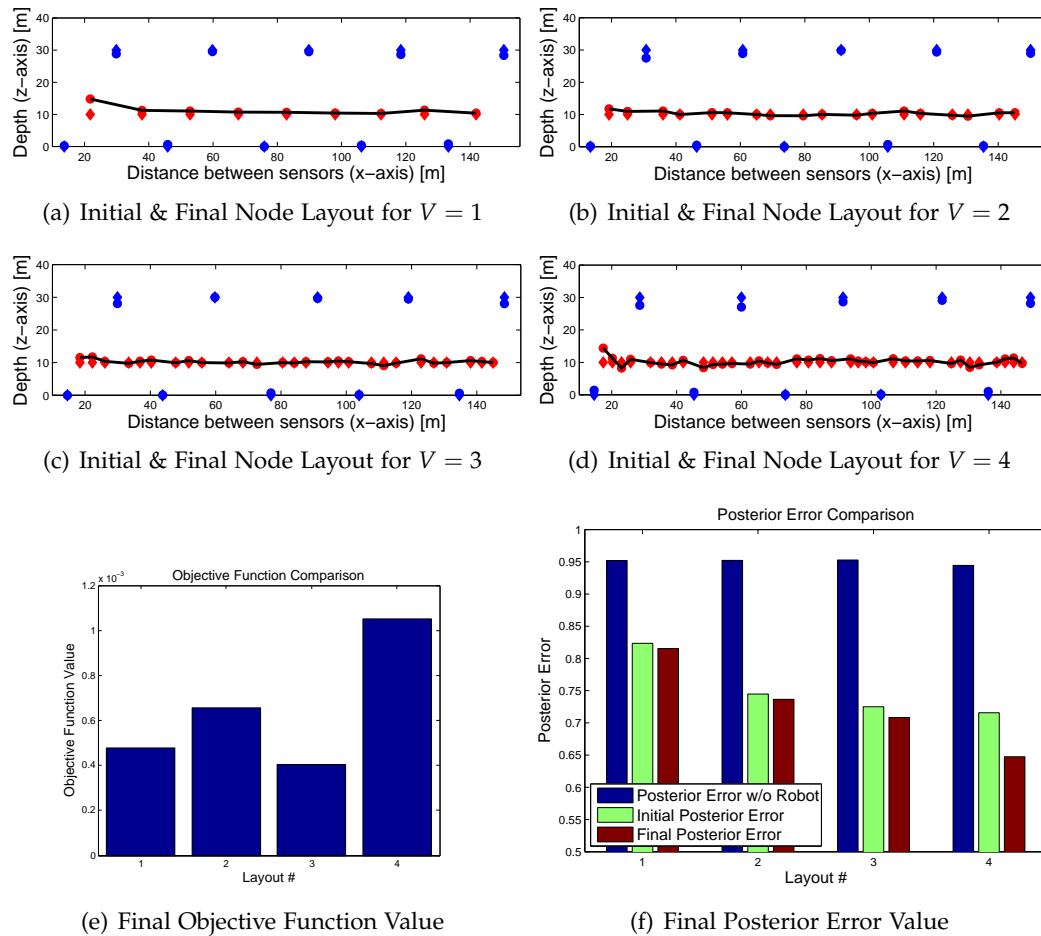 40
30
20
10
0
Depth (z−axis) [m]
20 40 60 80 100 120 140
Distance between sensors (x−axis) [m]
(a) Initial & Final Node Layout for V = 1
40
30
20
10
0
Depth (z−axis) [m]
20 40 60 80 100 120 140
Distance between sensors (x−axis) [m]
(b) Initial & Final Node Layout for V = 2
40
30
20
10
0
Depth (z−axis) [m]
20 40 60 80 100 120 140
Distance between sensors (x−axis) [m]
(c) Initial & Final Node Layout for V = 3
40
30
20
10
0
Depth (z−axis) [m]
20 40 60 80 100 120 140
Distance between sensors (x−axis) [m]
(d) Initial & Final Node Layout for V = 4
x 10⁻³
Objective Function Comparison
1.2
1
0.8
0.6
0.4
0.2
0
Objective Function Value
1 2 3 4
Layout #
(e) Final Objective Function Value
Posterior Error Comparison
1
0.95
0.9
0.85
0.8
0.75
0.7
0.65
0.6
0.55
0.5
Posterior Error
Posterior Error w/o Robot
Initial Posterior Error
Final Posterior Error
1 2 3 4
Layout #
(f) Final Posterior Error Value